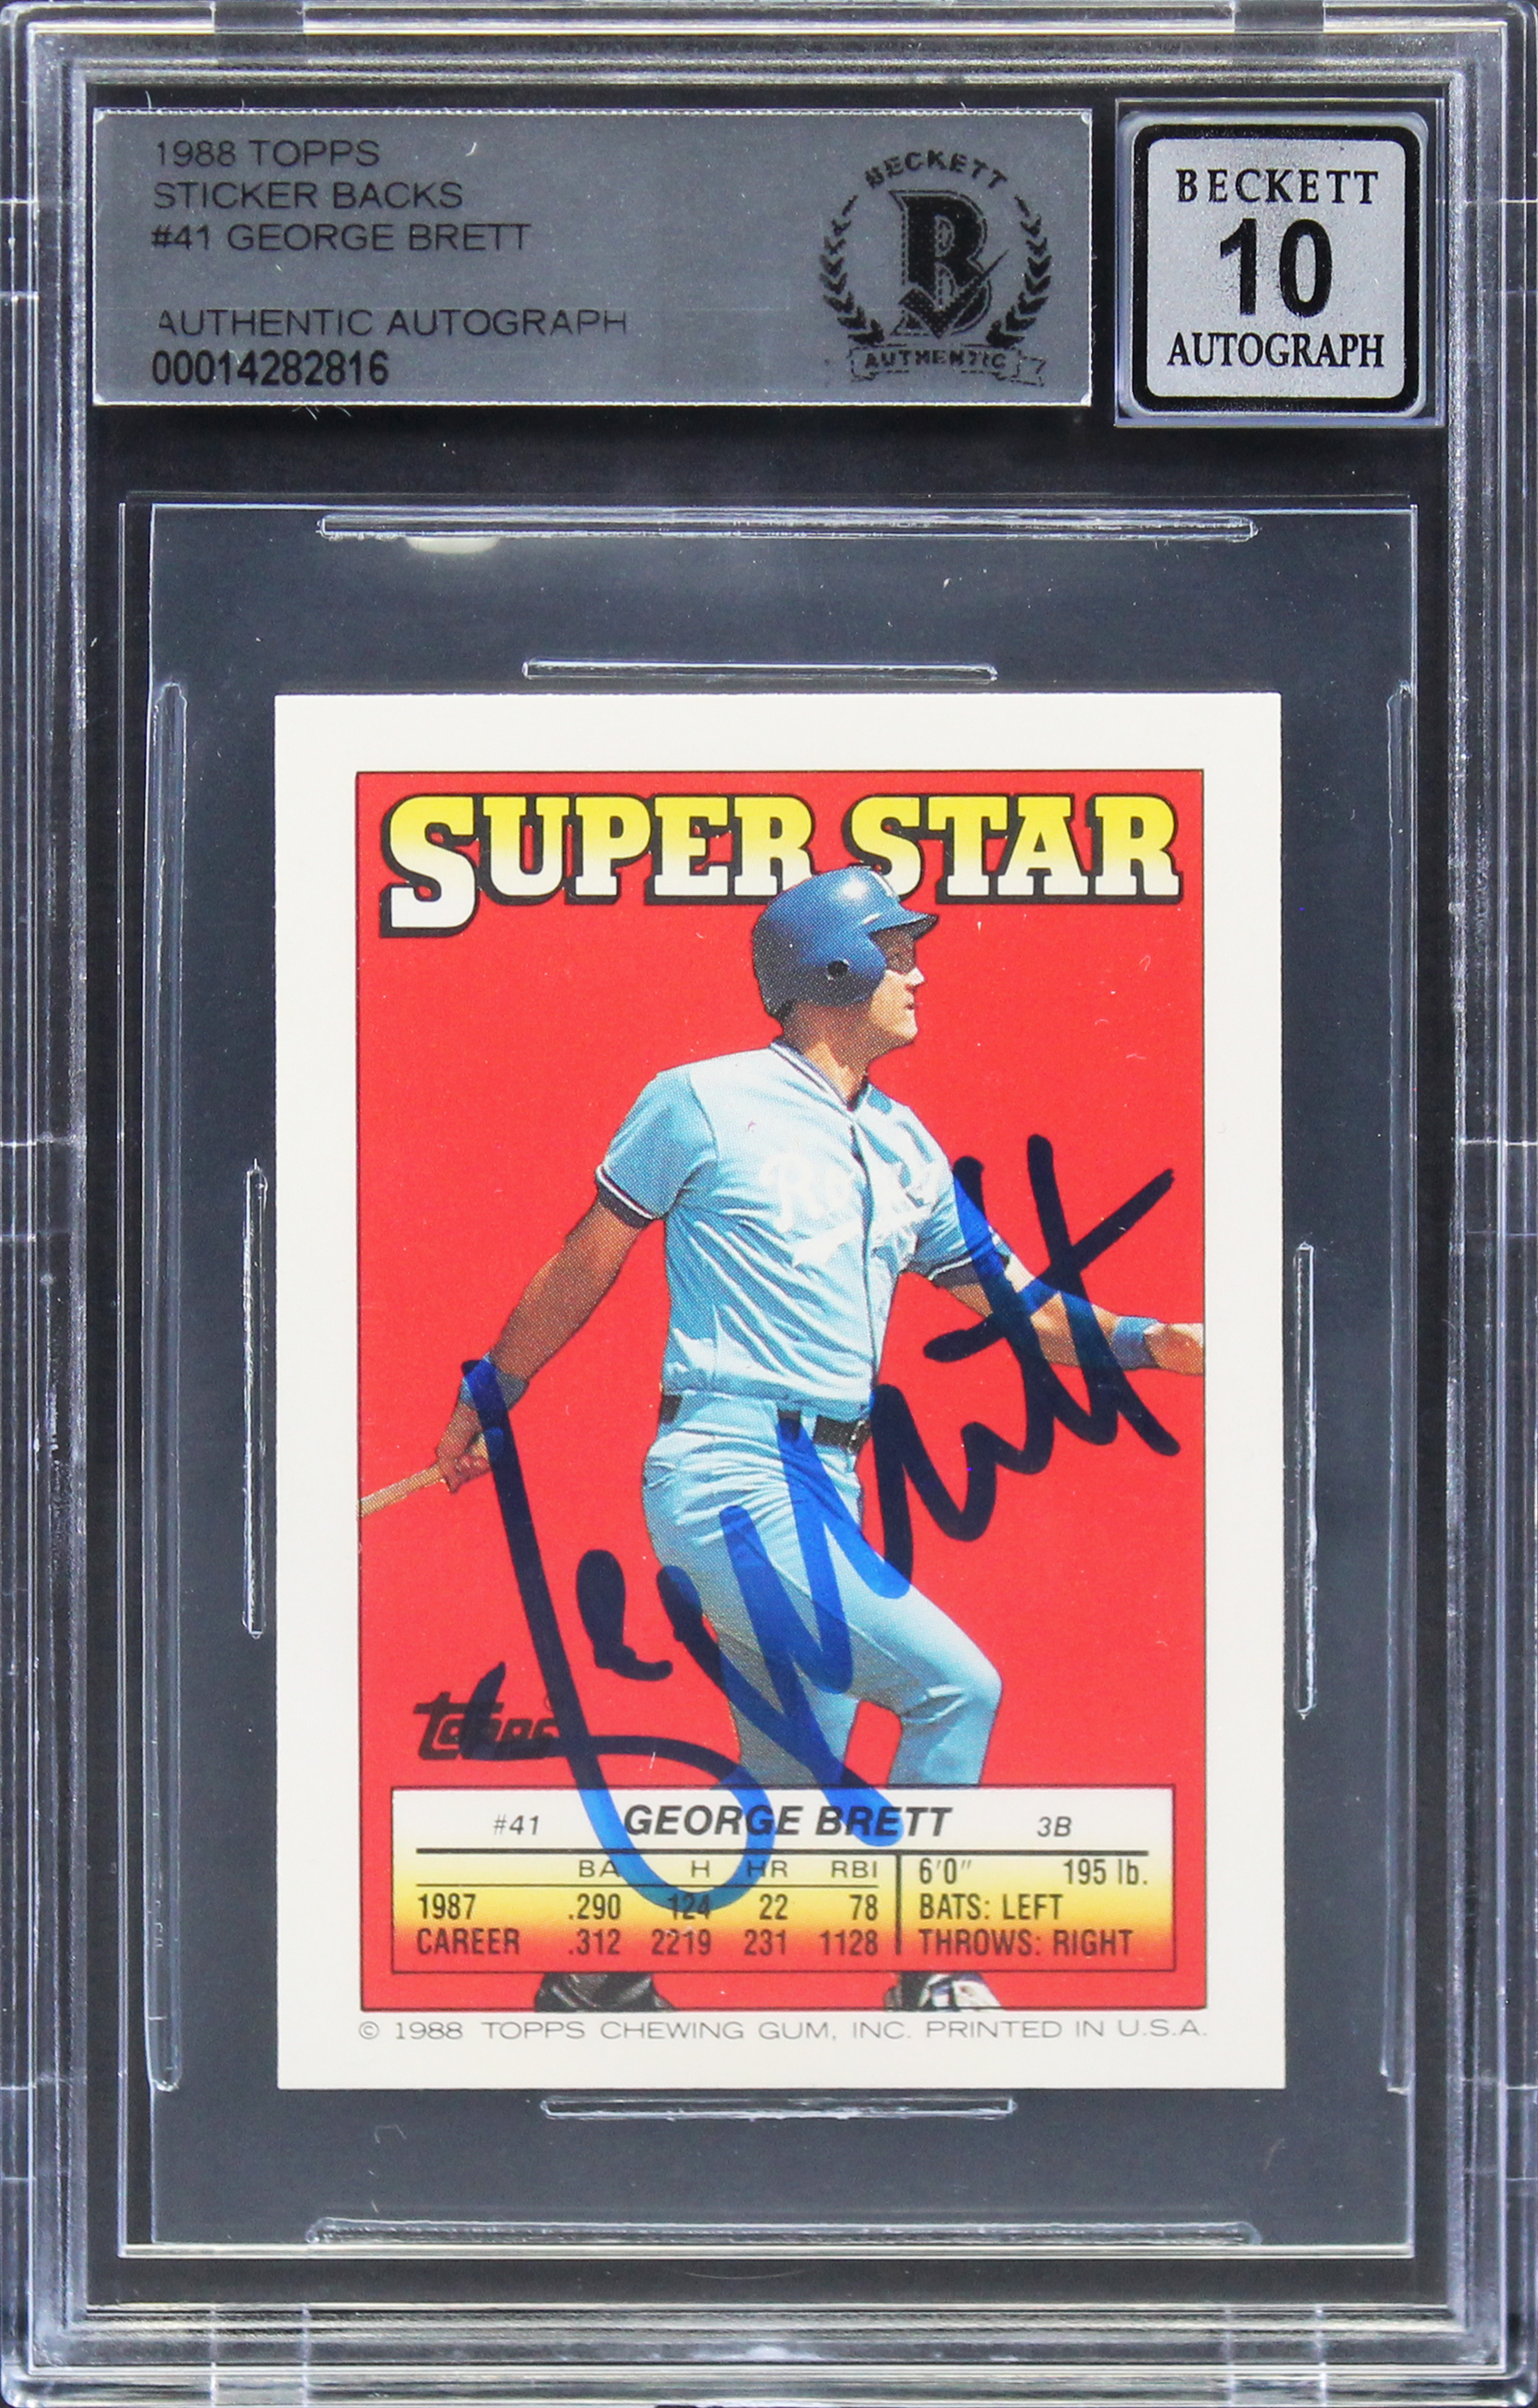 1988 TOPPS
STICKER BACKS
#41 GEORGE BRETT
AUTHENTIC AUTOGRAPH
00014282816
BECKETT
B
AUTHENTIC
BECKETT
10
AUTOGRAPH
SUPER STAR
Royals
George Brett
Topps
#41 GEORGE BRETT 3B
BA H HR RBI
1987 .290 124 22 78
CAREER .312 2219 231 1128
6'0" 195 lb.
BATS: LEFT
THROWS: RIGHT
© 1988 TOPPS CHEWING GUM, INC. PRINTED IN U.S.A.